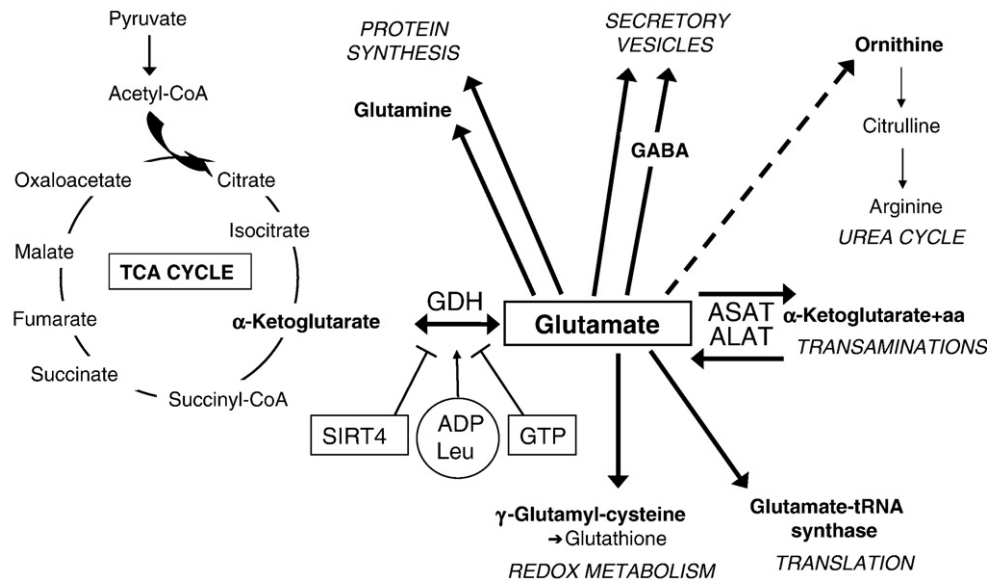 Pyruvate
Acetyl-CoA
Oxaloacetate
Citrate
Isocitrate
Malate
TCA CYCLE
Fumarate
α-Ketoglutarate
Succinate
Succinyl-CoA
GDH
SIRT4
ADP
Leu
GTP
PROTEIN
SYNTHESIS
Glutamine
SECRETORY
VESICLES
GABA
Ornithine
Citrulline
Arginine
UREA CYCLE
Glutamate
ASAT
ALAT
α-Ketoglutarate+aa
TRANSAMINATIONS
γ-Glutamyl-cysteine
➔Glutathione
REDOX METABOLISM
Glutamate-tRNA
synthase
TRANSLATION